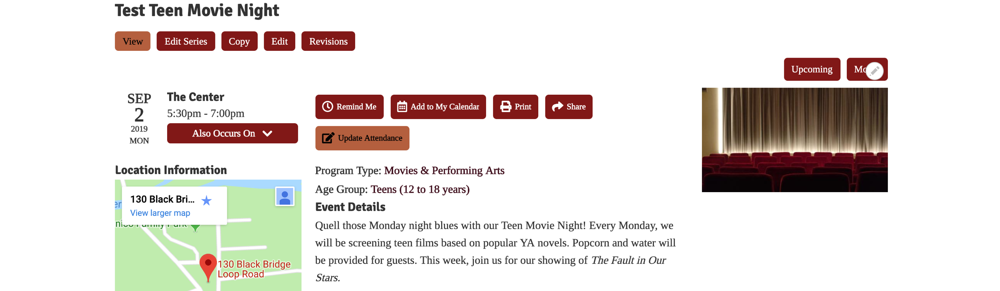 Test Teen Movie Night
View Edit Series Copy Edit Revisions
Upcoming
SEP
2
2019
MON
The Center
5:30pm - 7:00pm
Also Occurs On
Remind Me Add to My Calendar Print Share
Update Attendance
Location Information
130 Black Bri...
View larger map
Family Park
130 Black Bridge
Loop Road
Program Type: Movies & Performing Arts
Age Group: Teens (12 to 18 years)
Event Details
Quell those Monday night blues with our Teen Movie Night! Every Monday, we
will be screening teen films based on popular YA novels. Popcorn and water will
be provided for guests. This week, join us for our showing of The Fault in Our
Stars.